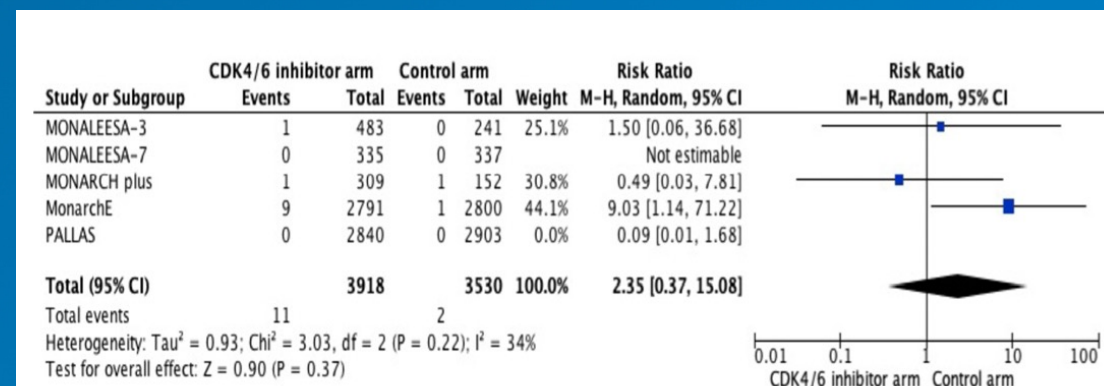 CDK4/6 inhibitor arm Control arm Risk Ratio Risk Ratio
Study or Subgroup Events Total Events Total Weight M-H, Random, 95% CI M-H, Random, 95% CI
MONALEESA-3 1 483 0 241 25.1% 1.50 [0.06, 36.68]
MONALEESA-7 0 335 0 337 Not estimable
MONARCH plus 1 309 1 152 30.8% 0.49 [0.03, 7.81]
MonarchE 9 2791 1 2800 44.1% 9.03 [1.14, 71.22]
PALLAS 0 2840 0 2903 0.0% 0.09 [0.01, 1.68]
Total (95% CI) 3918 3530 100.0% 2.35 [0.37, 15.08]
Total events 11 2
Heterogeneity: Tau² = 0.93; Chi² = 3.03, df = 2 (P = 0.22); I² = 34%
Test for overall effect: Z = 0.90 (P = 0.37)
0.01 0.1 1 10 100
CDK4/6 inhibitor arm Control arm